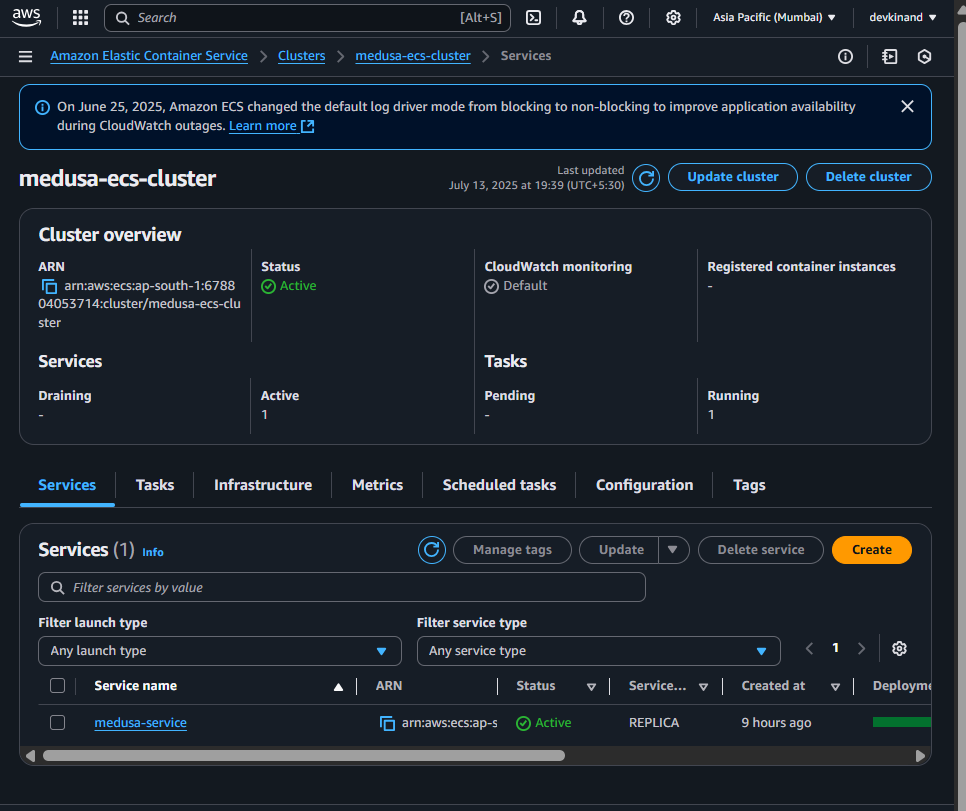 aws Search [Alt+S] Asia Pacific (Mumbai) devkinand
Amazon Elastic Container Service Clusters medusa-ecs-cluster Services
On June 25, 2025, Amazon ECS changed the default log driver mode from blocking to non-blocking to improve application availability
during CloudWatch outages. Learn more
medusa-ecs-cluster
Last updated
July 13, 2025 at 19:39 (UTC+5:30)
Update cluster Delete cluster
Cluster overview
ARN
arn:aws:ecs:ap-south-1:6788
04053714:cluster/medusa-ecs-clu
ster
Status
Active
CloudWatch monitoring
Default
Registered container instances
-
Services
Draining
-
Active
1
Tasks
Pending
-
Running
1
Services Tasks Infrastructure Metrics Scheduled tasks Configuration Tags
Services (1) Info Manage tags Update Delete service Create
Filter services by value
Filter launch type
Any launch type
Filter service type
Any service type
1
Service name ARN Status Service... Created at Deployme
medusa-service arn:aws:ecs:ap-s Active REPLICA 9 hours ago